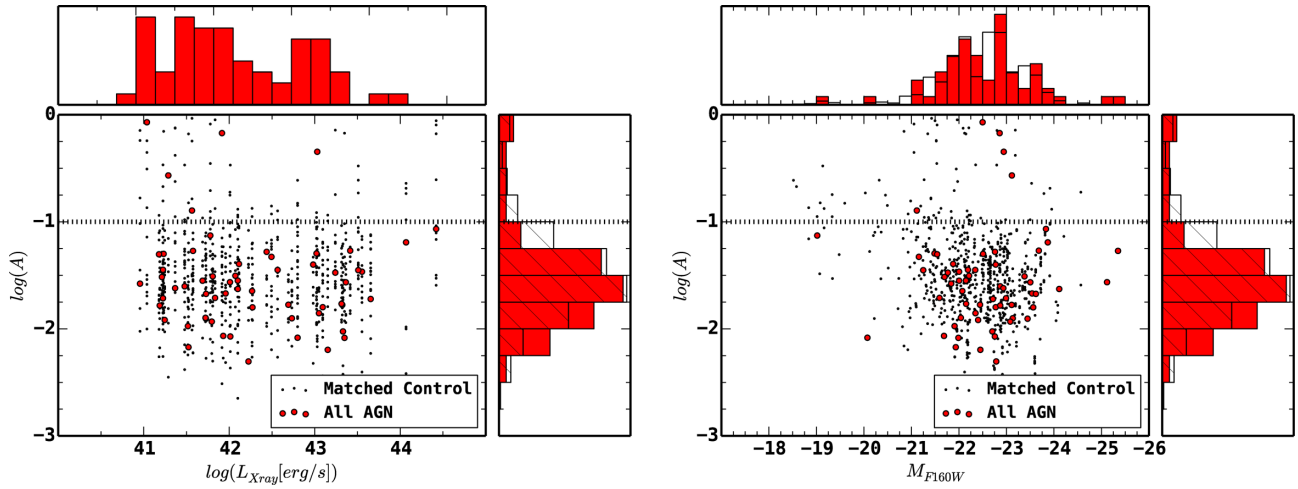 0
−1
−2
−3
log(A)
41
42
43
44
log(L_Xray[erg/s])
Matched Control
All AGN
0
−1
−2
−3
log(A)
−18
−19
−20
−21
−22
−23
−24
−25
−26
M_F160W
Matched Control
All AGN